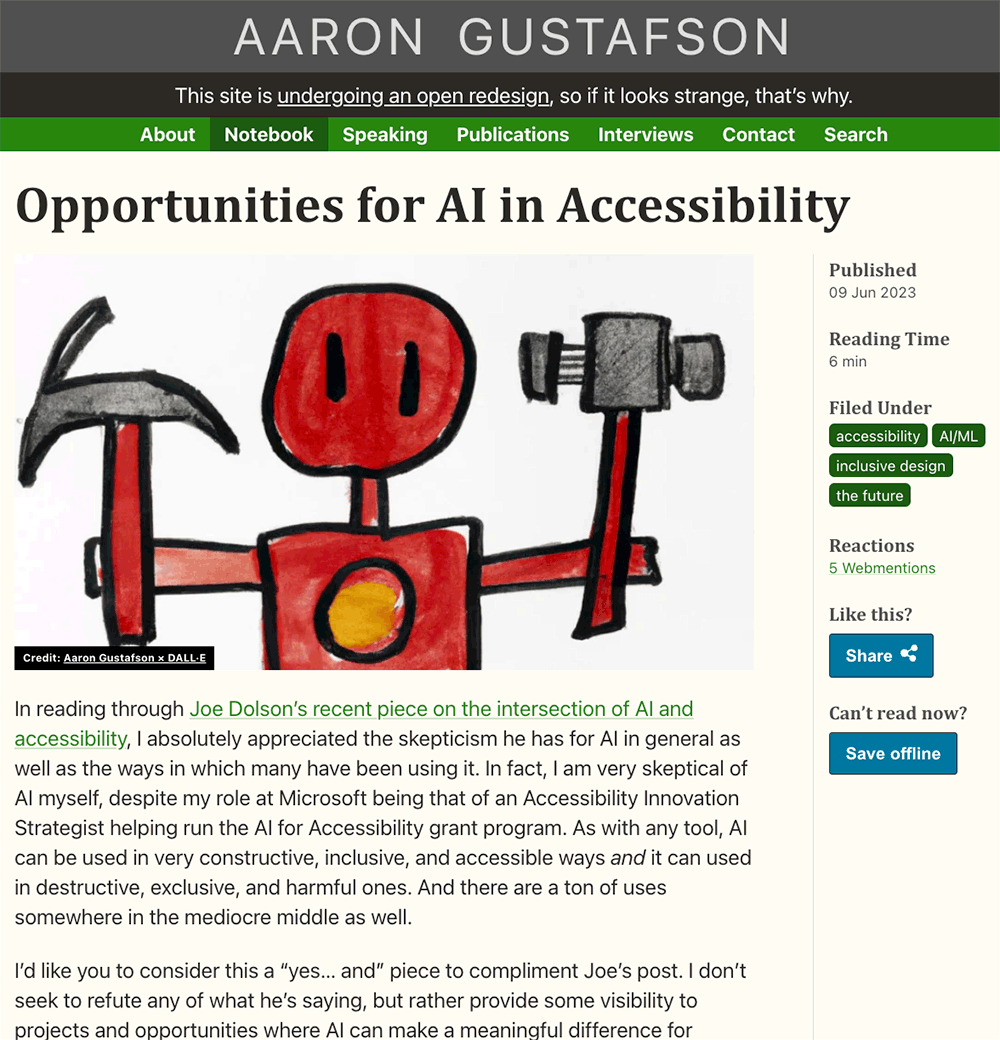 AARON GUSTAFSON
This site is undergoing an open redesign, so if it looks strange, that’s why.
About Notebook Speaking Publications Interviews Contact Search
Opportunities for AI in Accessibility
Credit: Aaron Gustafson × DALL·E
In reading through Joe Dolson’s recent piece on the intersection of AI and
accessibility, I absolutely appreciated the skepticism he has for AI in general as
well as the ways in which many have been using it. In fact, I am very skeptical of
AI myself, despite my role at Microsoft being that of an Accessibility Innovation
Strategist helping run the AI for Accessibility grant program. As with any tool, AI
can be used in very constructive, inclusive, and accessible ways and it can used
in destructive, exclusive, and harmful ones. And there are a ton of uses
somewhere in the mediocre middle as well.
I’d like you to consider this a “yes… and” piece to compliment Joe’s post. I don’t
seek to refute any of what he’s saying, but rather provide some visibility to
projects and opportunities where AI can make a meaningful difference for
Published
09 Jun 2023
Reading Time
6 min
Filed Under
accessibility AI/ML
inclusive design
the future
Reactions
5 Webmentions
Like this?
Share
Can’t read now?
Save offline